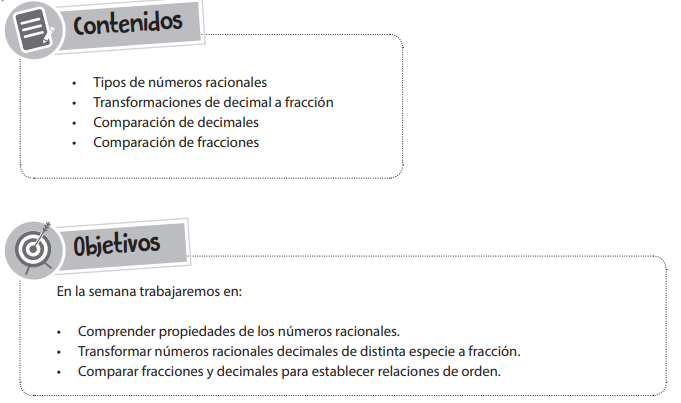 Contenidos
• Tipos de números racionales
• Transformaciones de decimal a fracción
• Comparación de decimales
• Comparación de fracciones
Objetivos
En la semana trabajaremos en:
• Comprender propiedades de los números racionales.
• Transformar números racionales decimales de distinta especie a fracción.
• Comparar fracciones y decimales para establecer relaciones de orden.